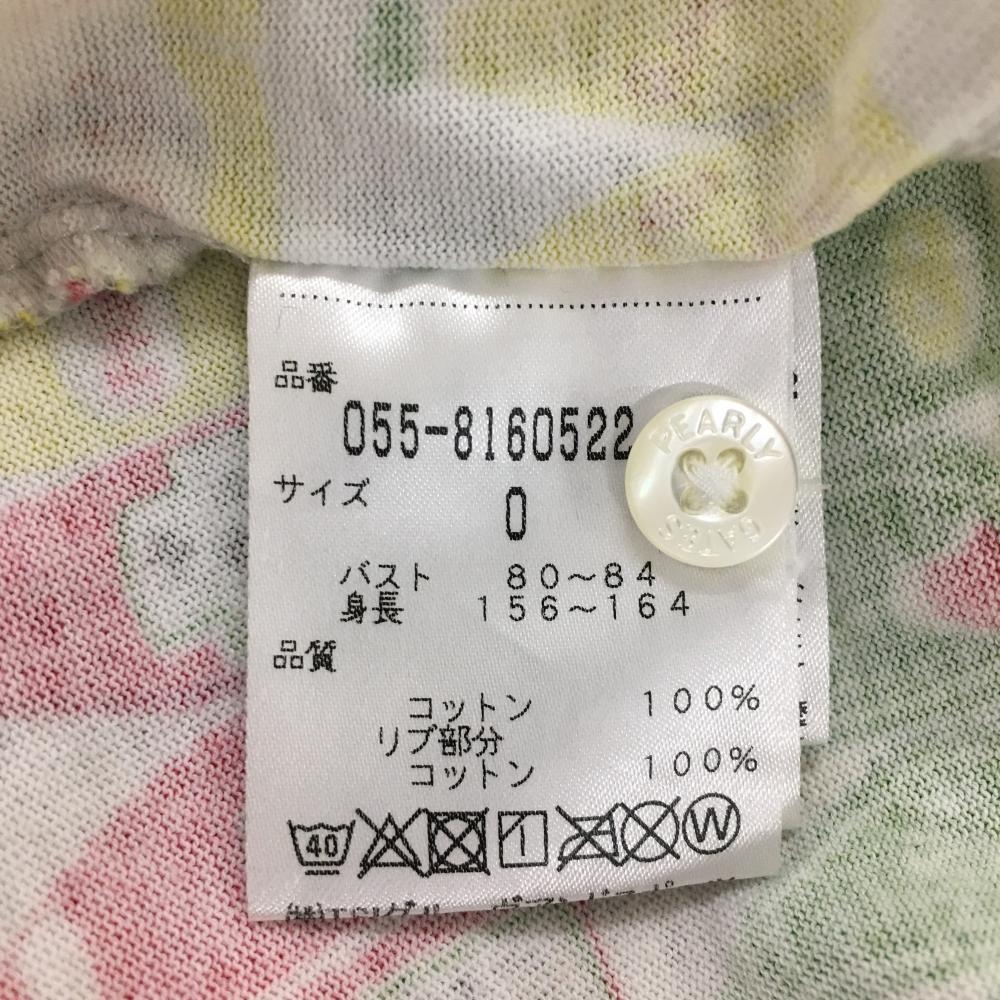 品番
055-8160522
サイズ
0
PEARLY
GATES
バスト 80～84
身長 156～164
品質
コットン 100%
リブ部分
コットン 100%
40
W